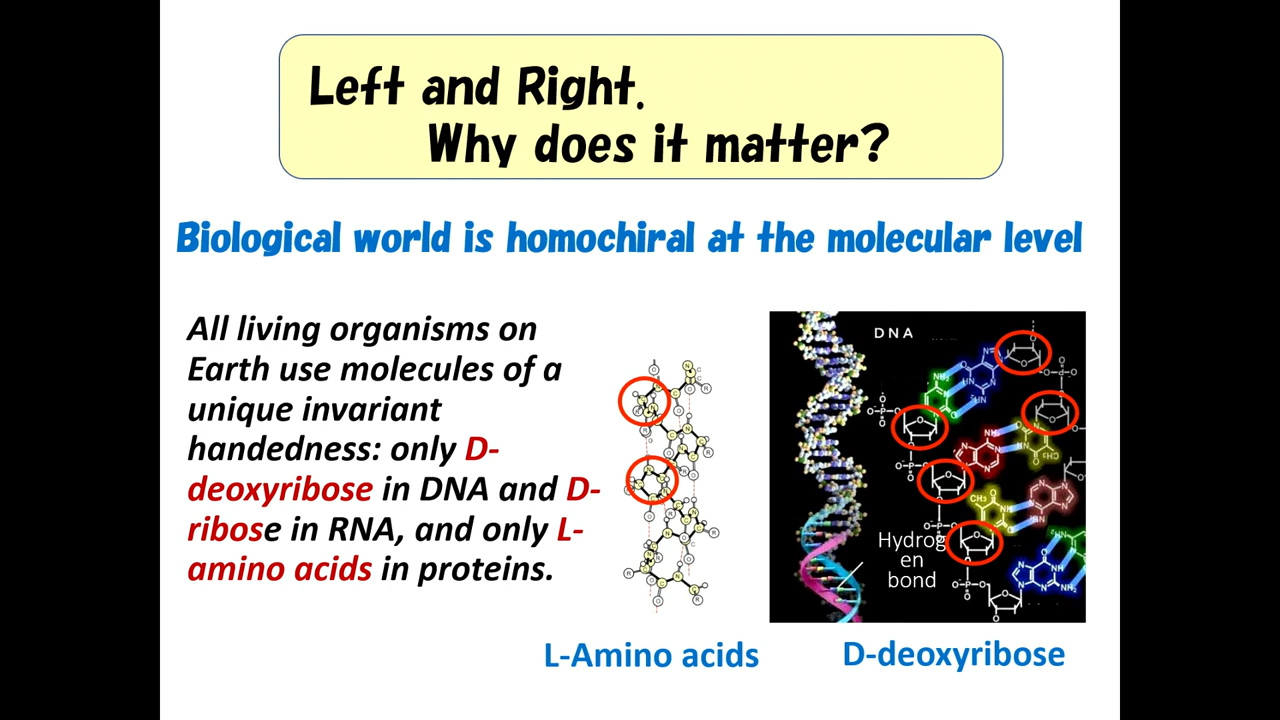 Left and Right.
Why does it matter?
Biological world is homochiral at the molecular level
All living organisms on
Earth use molecules of a
unique invariant
handedness: only D-
deoxyribose in DNA and D-
ribose in RNA, and only L-
amino acids in proteins.
DNA
Hydrog
en
bond
L-Amino acids
D-deoxyribose